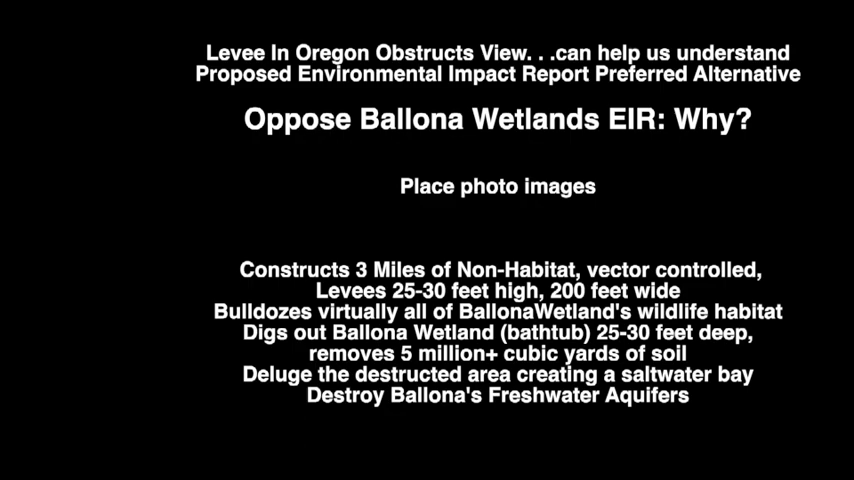 Levee In Oregon Obstructs View. . .can help us understand
Proposed Environmental Impact Report Preferred Alternative
Oppose Ballona Wetlands EIR: Why?
Place photo images
Constructs 3 Miles of Non-Habitat, vector controlled,
Levees 25-30 feet high, 200 feet wide
Bulldozes virtually all of BallonaWetland's wildlife habitat
Digs out Ballona Wetland (bathtub) 25-30 feet deep,
removes 5 million+ cubic yards of soil
Deluge the destructed area creating a saltwater bay
Destroy Ballona's Freshwater Aquifers